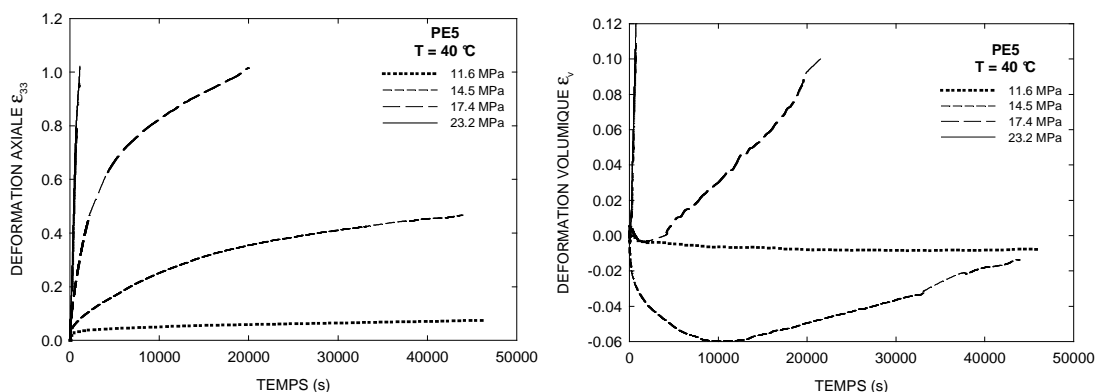 PE5
T = 40 °C
11.6 MPa
14.5 MPa
17.4 MPa
23.2 MPa
DEFORMATION AXIALE ε33
1.2
1.0
0.8
0.6
0.4
0.2
0.0
0 10000 20000 30000 40000 50000
TEMPS (s)
PE5
T = 40 °C
11.6 MPa
14.5 MPa
17.4 MPa
23.2 MPa
DEFORMATION VOLUMIQUE εv
0.12
0.10
0.08
0.06
0.04
0.02
0.00
-0.02
-0.04
-0.06
0 10000 20000 30000 40000 50000
TEMPS (s)